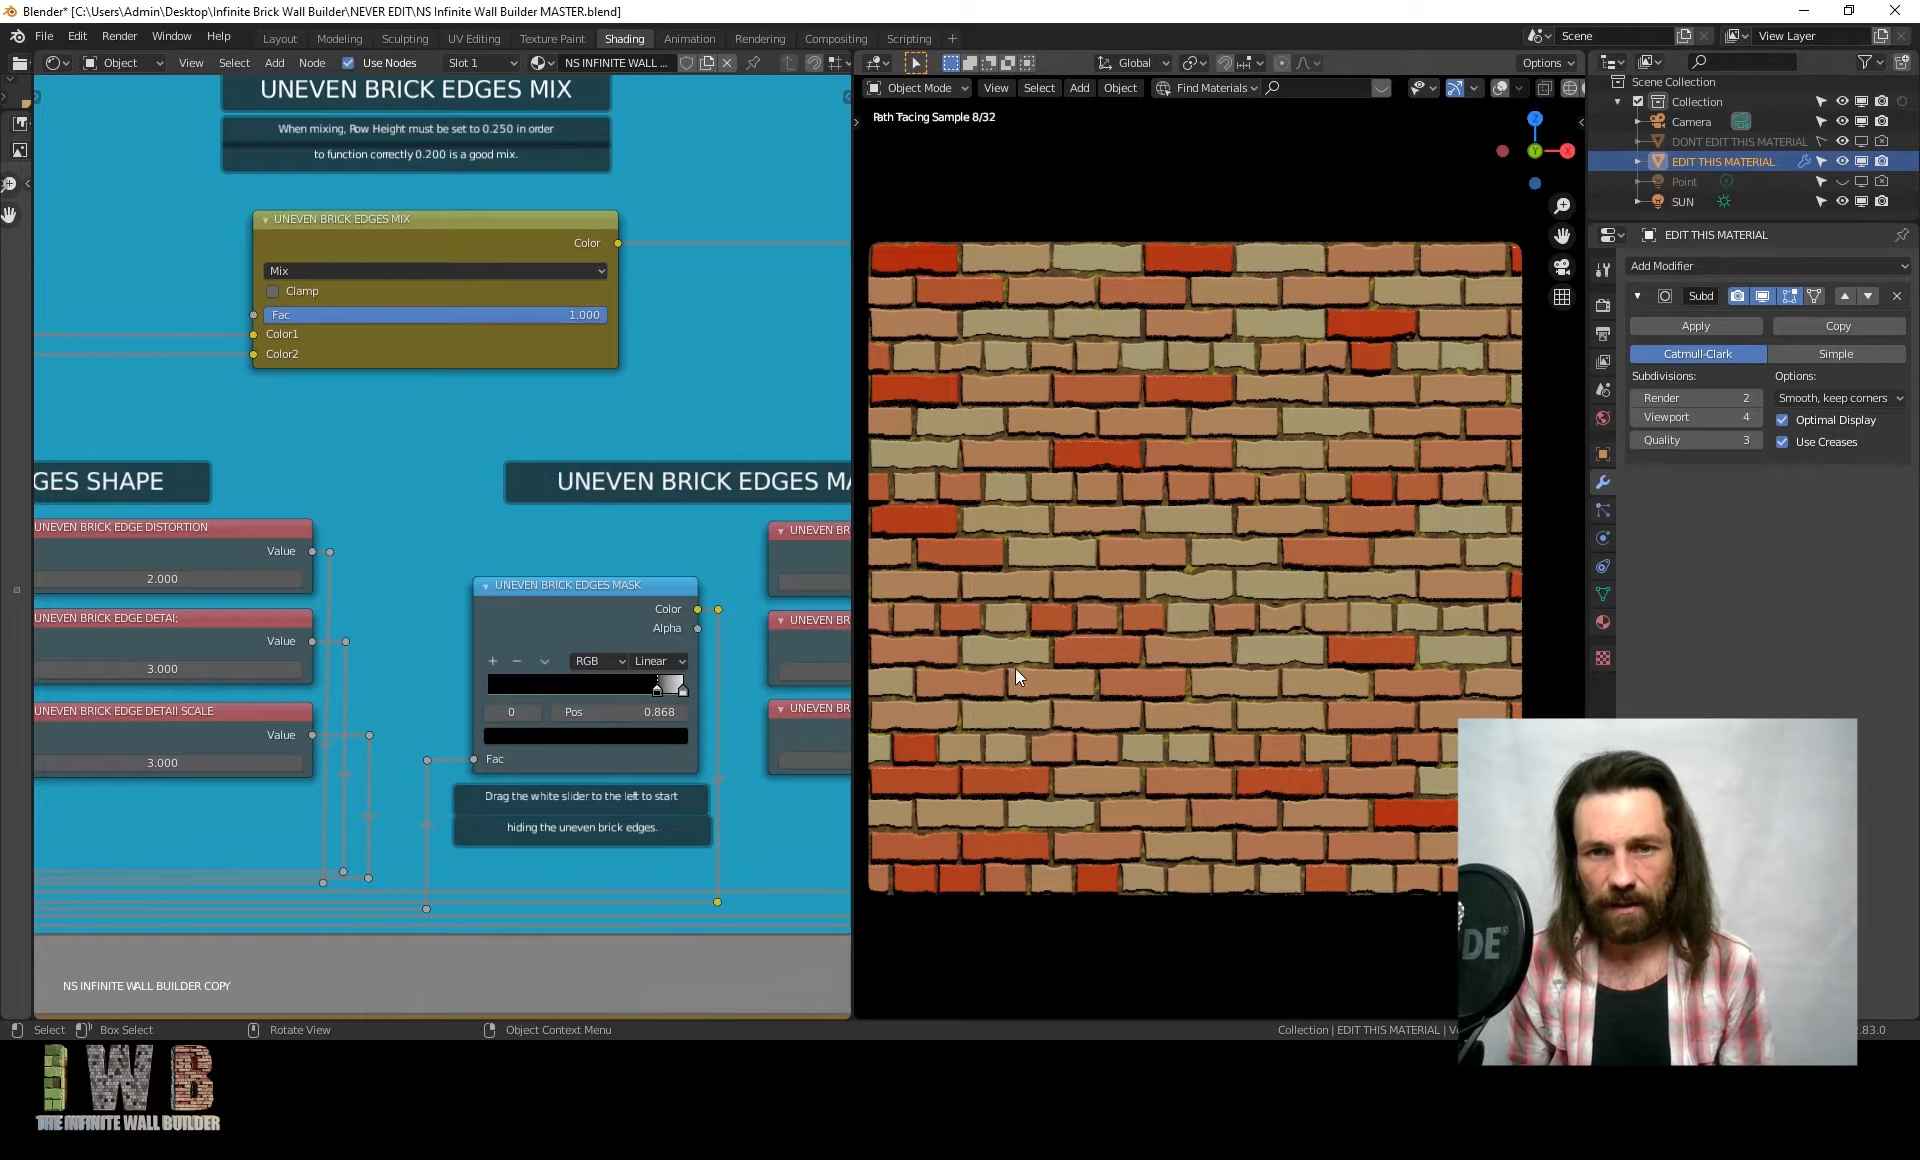 Blender* [C:\Users\Admin\Desktop\Infinite Brick Wall Builder\NEVER EDIT\NS Infinite Wall Builder MASTER.blend]
File Edit Render Window Help Layout Modeling Sculpting UV Editing Texture Paint Shading Animation Rendering Compositing Scripting Scene View Layer
Object View Select Add Node Use Nodes Slot 1 NS INFINITE WALL ... Global Options
Object Mode View Select Add Object Find Materials
Scene Collection
Collection
Camera
DONT EDIT THIS MATERIAL
EDIT THIS MATERIAL
Point
SUN
EDIT THIS MATERIAL
Add Modifier
Subd
Apply Copy
Catmull-Clark Simple
Subdivisions: Options:
Render 2 Smooth, keep corners
Viewport 4 Optimal Display
Quality 3 Use Creases
Path Tracing Sample 8/32
Z
Y
X
UNEVEN BRICK EDGES MIX
When mixing, Row Height must be set to 0.250 in order
to function correctly 0.200 is a good mix.
UNEVEN BRICK EDGES MIX
Color
Mix
Clamp
Fac 1.000
Color1
Color2
GES SHAPE
UNEVEN BRICK EDGES MA
UNEVEN BRICK EDGE DISTORTION
Value
2.000
UNEVEN BRICK EDGE DETAI;
Value
3.000
UNEVEN BRICK EDGE DETAII SCALE
Value
3.000
UNEVEN BRICK EDGES MASK
Color
Alpha
RGB Linear
0 Pos 0.868
Fac
Drag the white slider to the left to start
hiding the uneven brick edges.
UNEVEN BR
UNEVEN BR
UNEVEN BR
NS INFINITE WALL BUILDER COPY
Select Box Select Rotate View Object Context Menu Collection | EDIT THIS MATERIAL | V .83.0
DE®
IWB
THE INFINITE WALL BUILDER